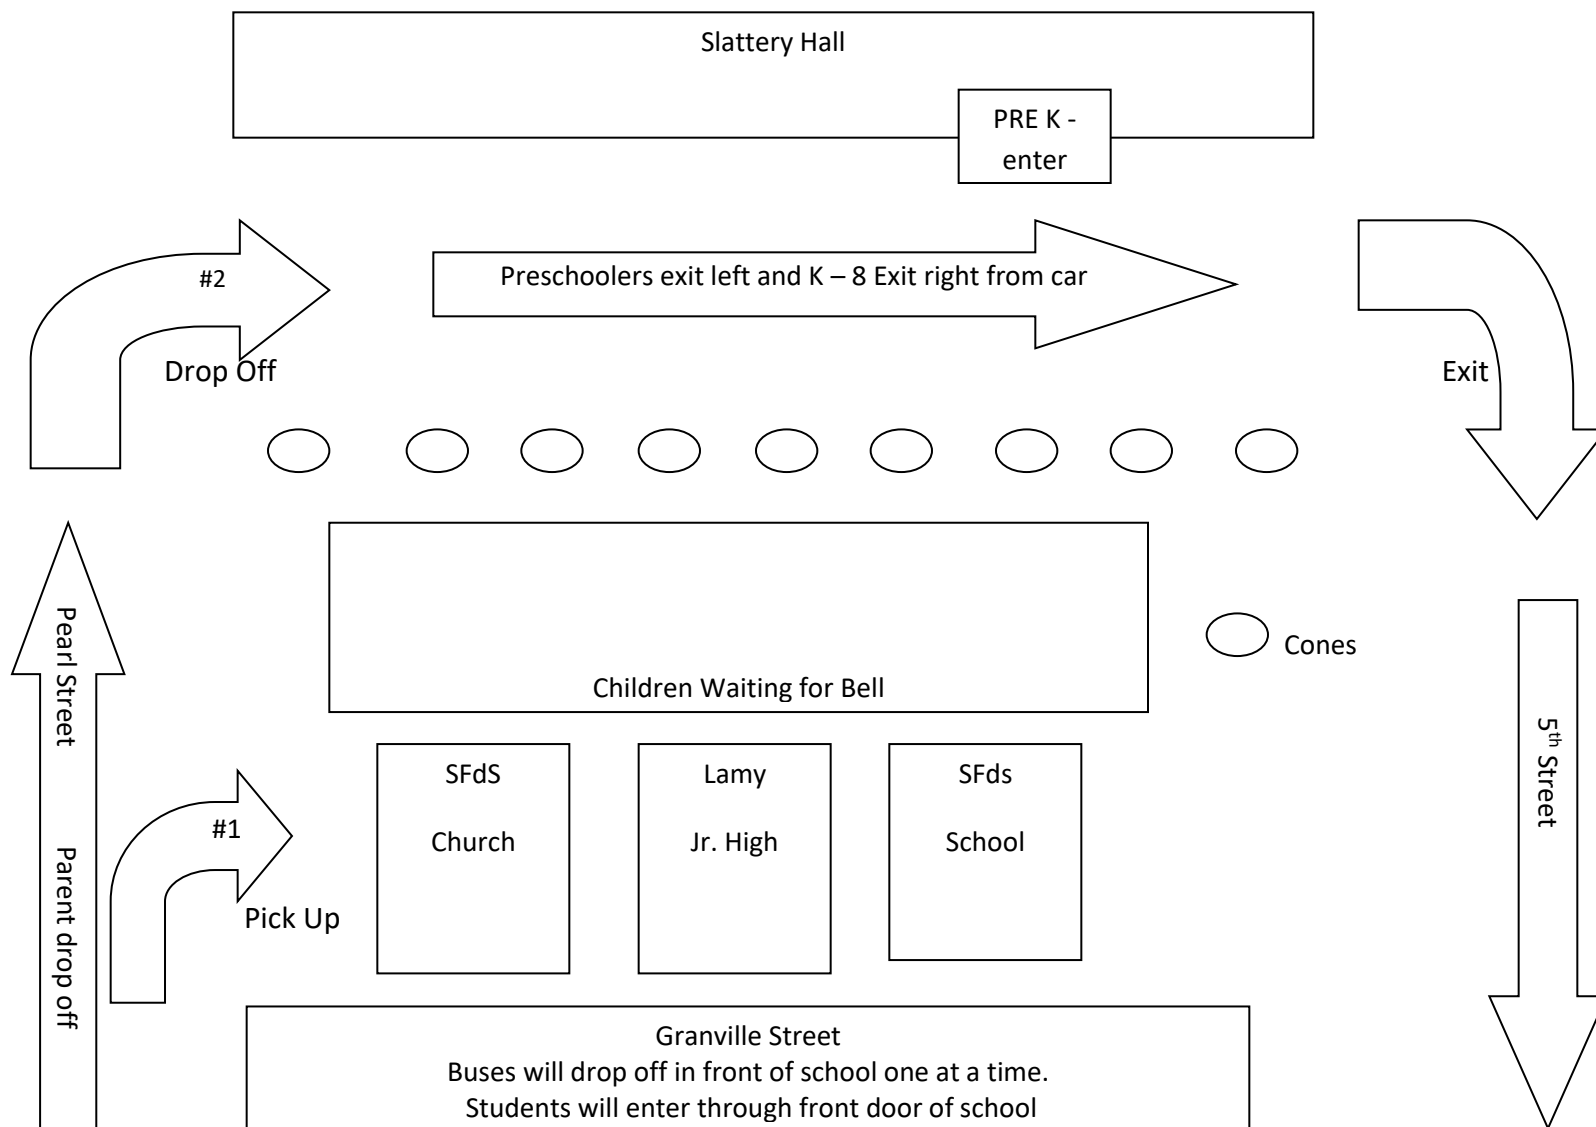 Slattery Hall
PRE K -
enter
#2
Preschoolers exit left and K – 8 Exit right from car
Drop Off
Exit
Pearl Street Parent drop off
Cones
Children Waiting for Bell
5th Street
SFdS
Church
Lamy
Jr. High
SFds
School
#1
Pick Up
Granville Street
Buses will drop off in front of school one at a time.
Students will enter through front door of school